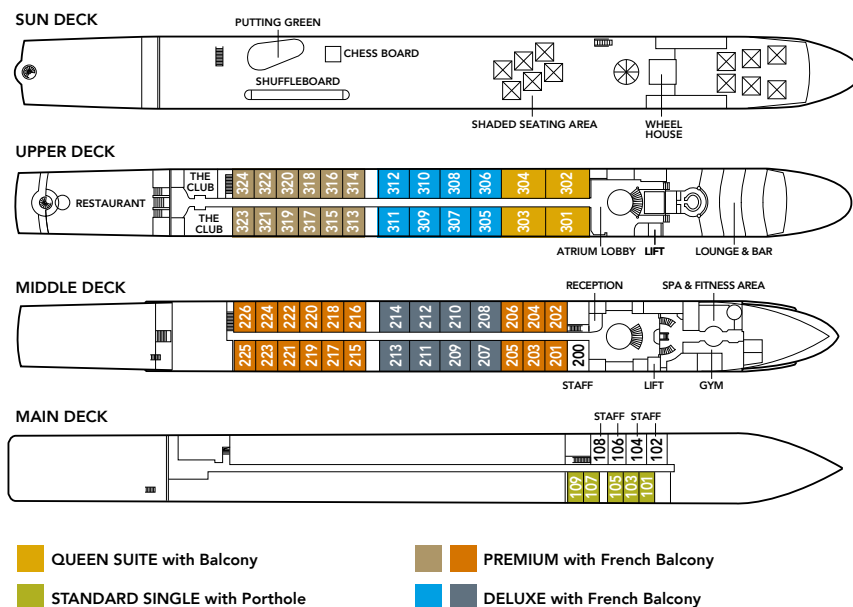 SUN DECK
PUTTING GREEN
CHESS BOARD
SHUFFLEBOARD
SHADED SEATING AREA
WHEEL
HOUSE
UPPER DECK
RESTAURANT
THE
CLUB
THE
CLUB
324 322 320 318 316 314 312 310 308 306 304 302
323 321 319 317 315 313 311 309 307 305 303 301
ATRIUM LOBBY
LIFT
LOUNGE & BAR
MIDDLE DECK
RECEPTION
SPA & FITNESS AREA
226 224 222 220 218 216 214 212 210 208 206 204 202
225 223 221 219 217 215 213 211 209 207 205 203 201 200
STAFF
LIFT
GYM
MAIN DECK
STAFF STAFF
108 106 104 102
109 107 105 103 101
QUEEN SUITE with Balcony
PREMIUM with French Balcony
STANDARD SINGLE with Porthole
DELUXE with French Balcony